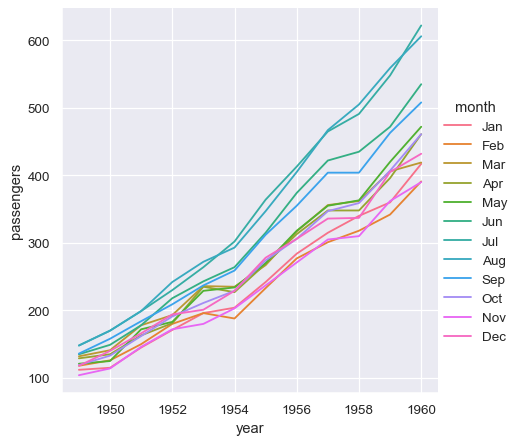 600
500
400
300
200
100
passengers
1950
1952
1954
1956
1958
1960
year
month
Jan
Feb
Mar
Apr
May
Jun
Jul
Aug
Sep
Oct
Nov
Dec